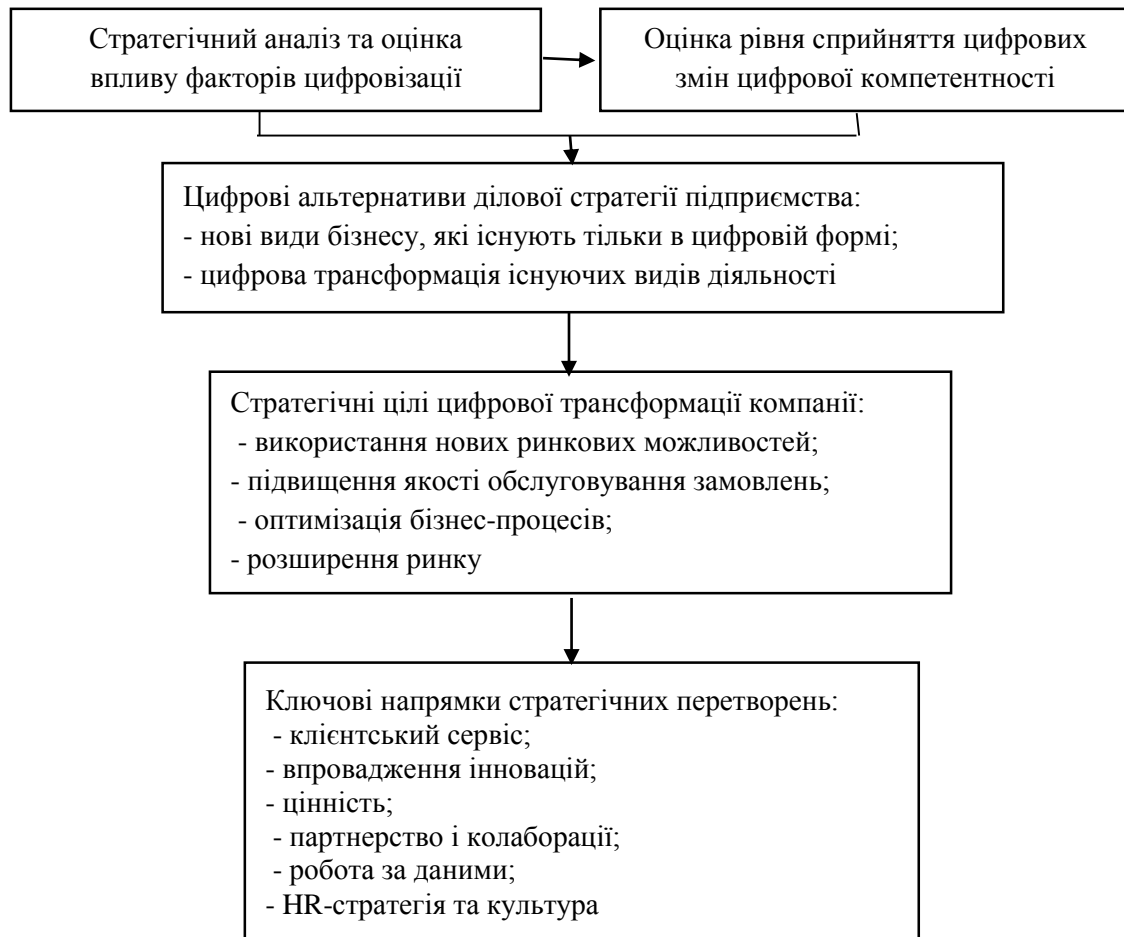 Стратегічний аналіз та оцінка
впливу факторів цифровізації
Оцінка рівня сприйняття цифрових
змін цифрової компетентності
Цифрові альтернативи ділової стратегії підприємства:
- нові види бізнесу, які існують тільки в цифровій формі;
- цифрова трансформація існуючих видів діяльності
Стратегічні цілі цифрової трансформації компанії:
- використання нових ринкових можливостей;
- підвищення якості обслуговування замовлень;
- оптимізація бізнес-процесів;
- розширення ринку
Ключові напрямки стратегічних перетворень:
- клієнтський сервіс;
- впровадження інновацій;
- цінність;
- партнерство і колаборації;
- робота за даними;
- HR-стратегія та культура